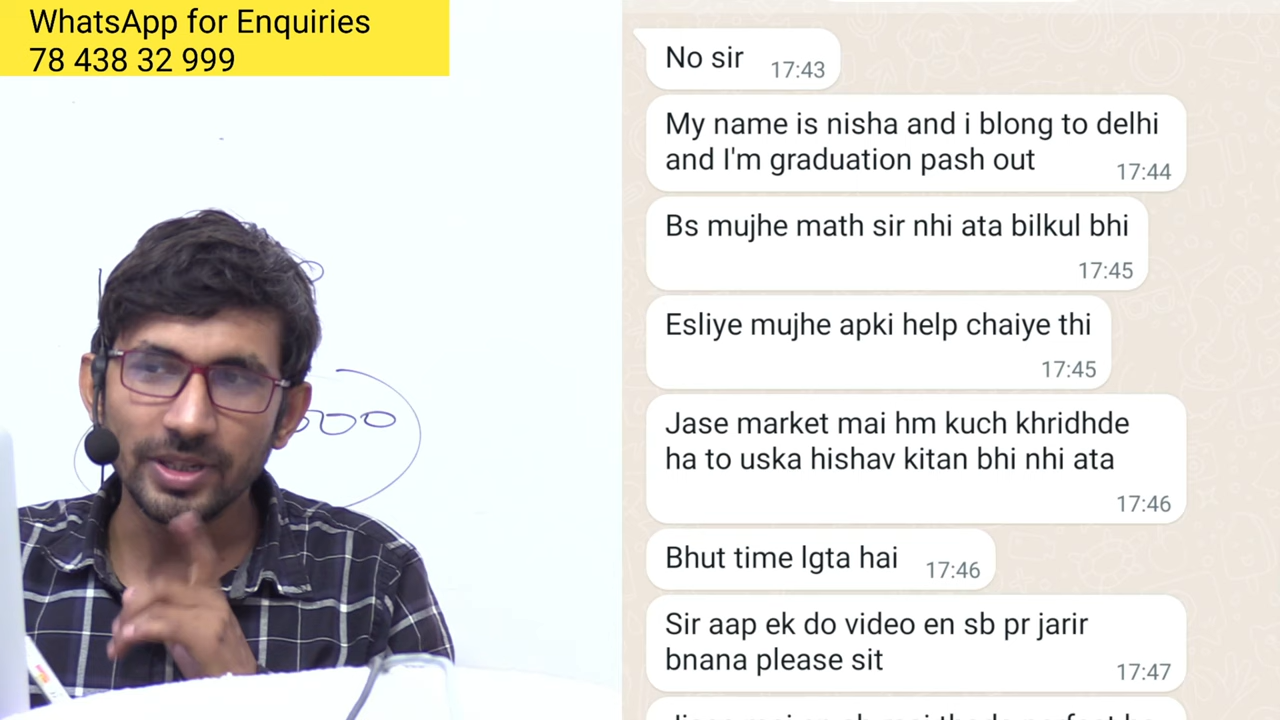 WhatsApp for Enquiries
78 438 32 999
No sir 17:43
My name is nisha and i blong to delhi
and I'm graduation pash out 17:44
Bs mujhe math sir nhi ata bilkul bhi
17:45
Esliye mujhe apki help chaiye thi
17:45
Jase market mai hm kuch khridhde
ha to uska hishav kitan bhi nhi ata
17:46
Bhut time lgta hai 17:46
Sir aap ek do video en sb pr jarir
bnana please sit 17:47